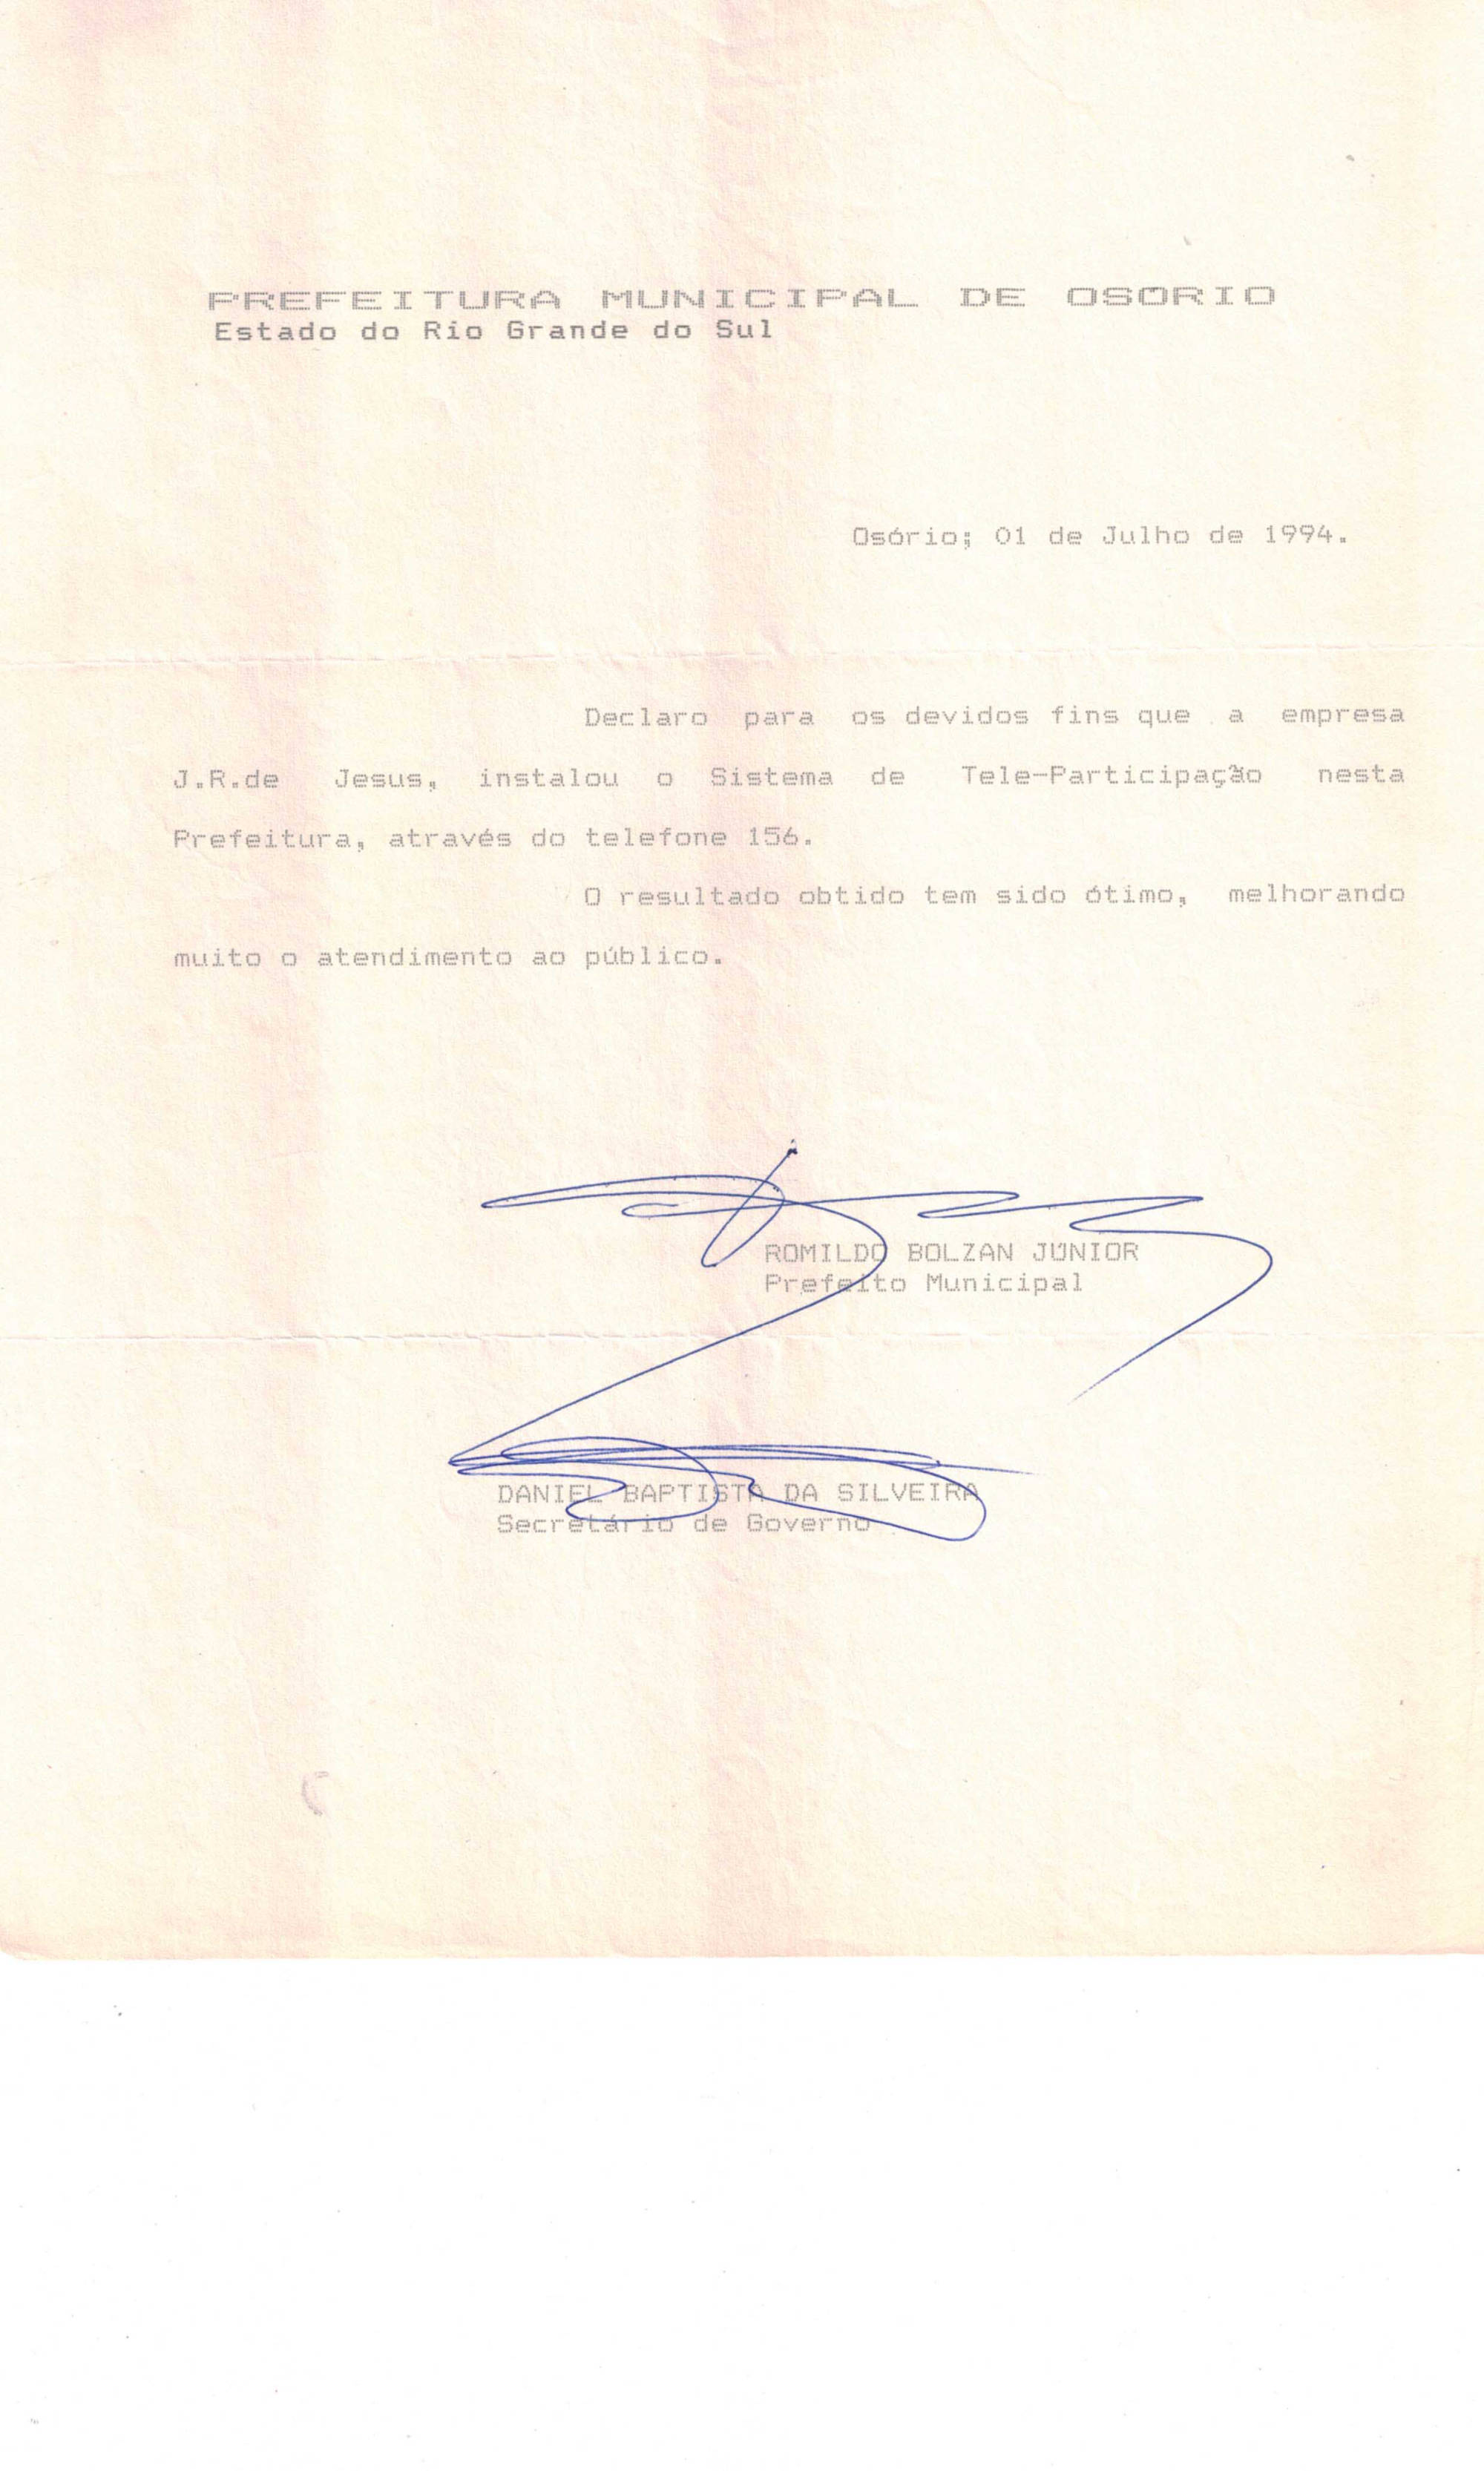 PREFEITURA MUNICIPAL DE OSÓRIO
Estado do Rio Grande do Sul
Osório; 01 de Julho de 1994.
Declaro para os devidos fins que a empresa
J.R.de Jesus, instalou o Sistema de Tele-Participação nesta
Prefeitura, através do telefone 156.
O resultado obtido tem sido ótimo, melhorando
muito o atendimento ao público.
ROMILDO BOLZAN JÚNIOR
Prefeito Municipal
DANIEL BAPTISTA DA SILVEIRA
Secretário de Governo